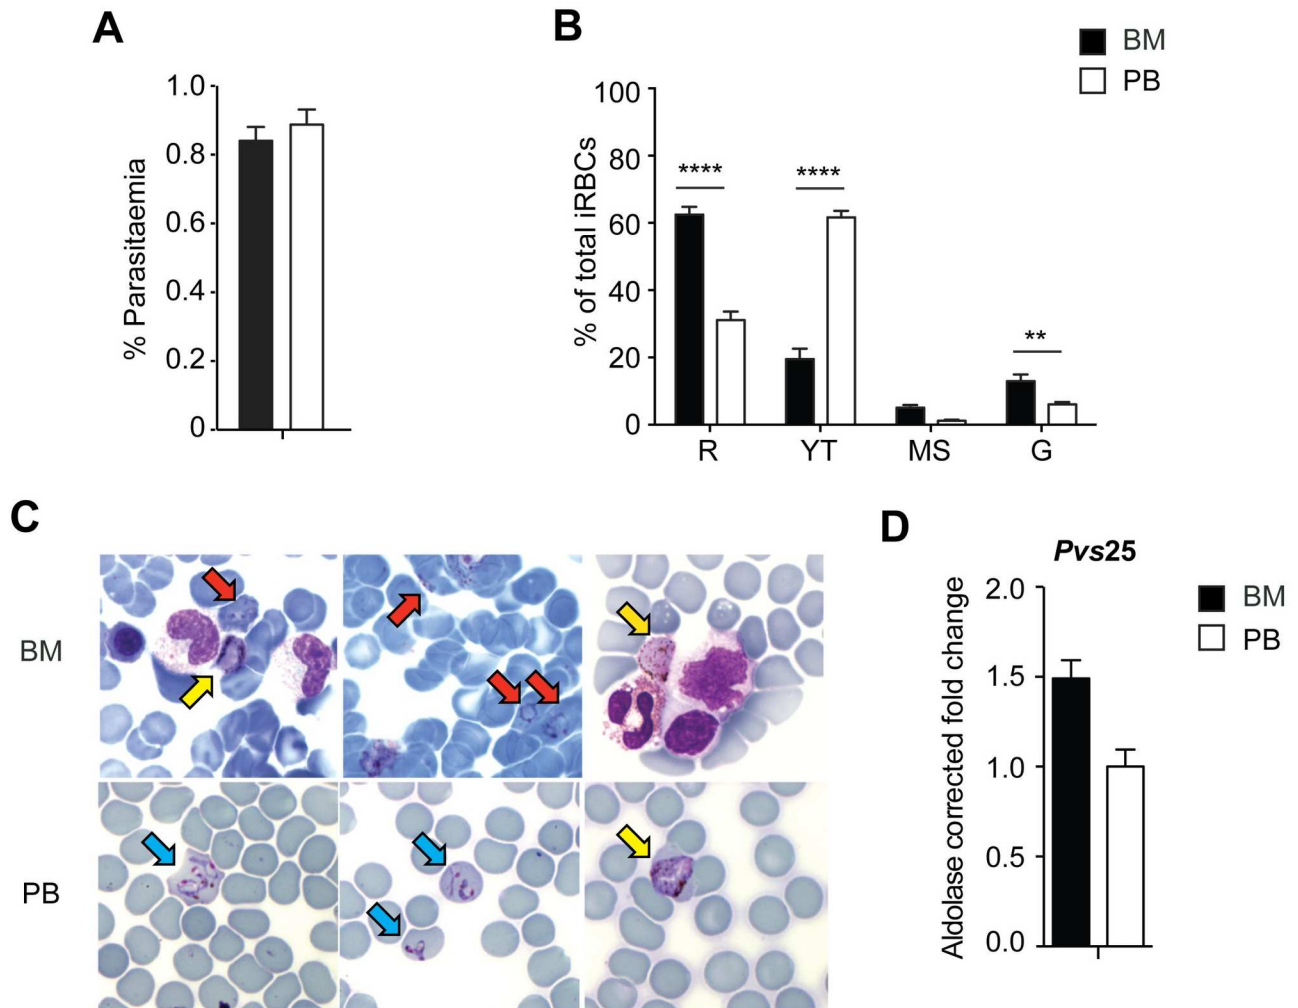 A
% Parasitaemia
1.0
0.8
0.6
0.4
0.2
0
B
BM
PB
% of total iRBCs
100
80
60
40
20
0
****
****
**
R YT MS G
C
BM
PB
D
Pvs25
Aldolase corrected fold change
2.0
1.5
1.0
0.5
0.0
BM
PB